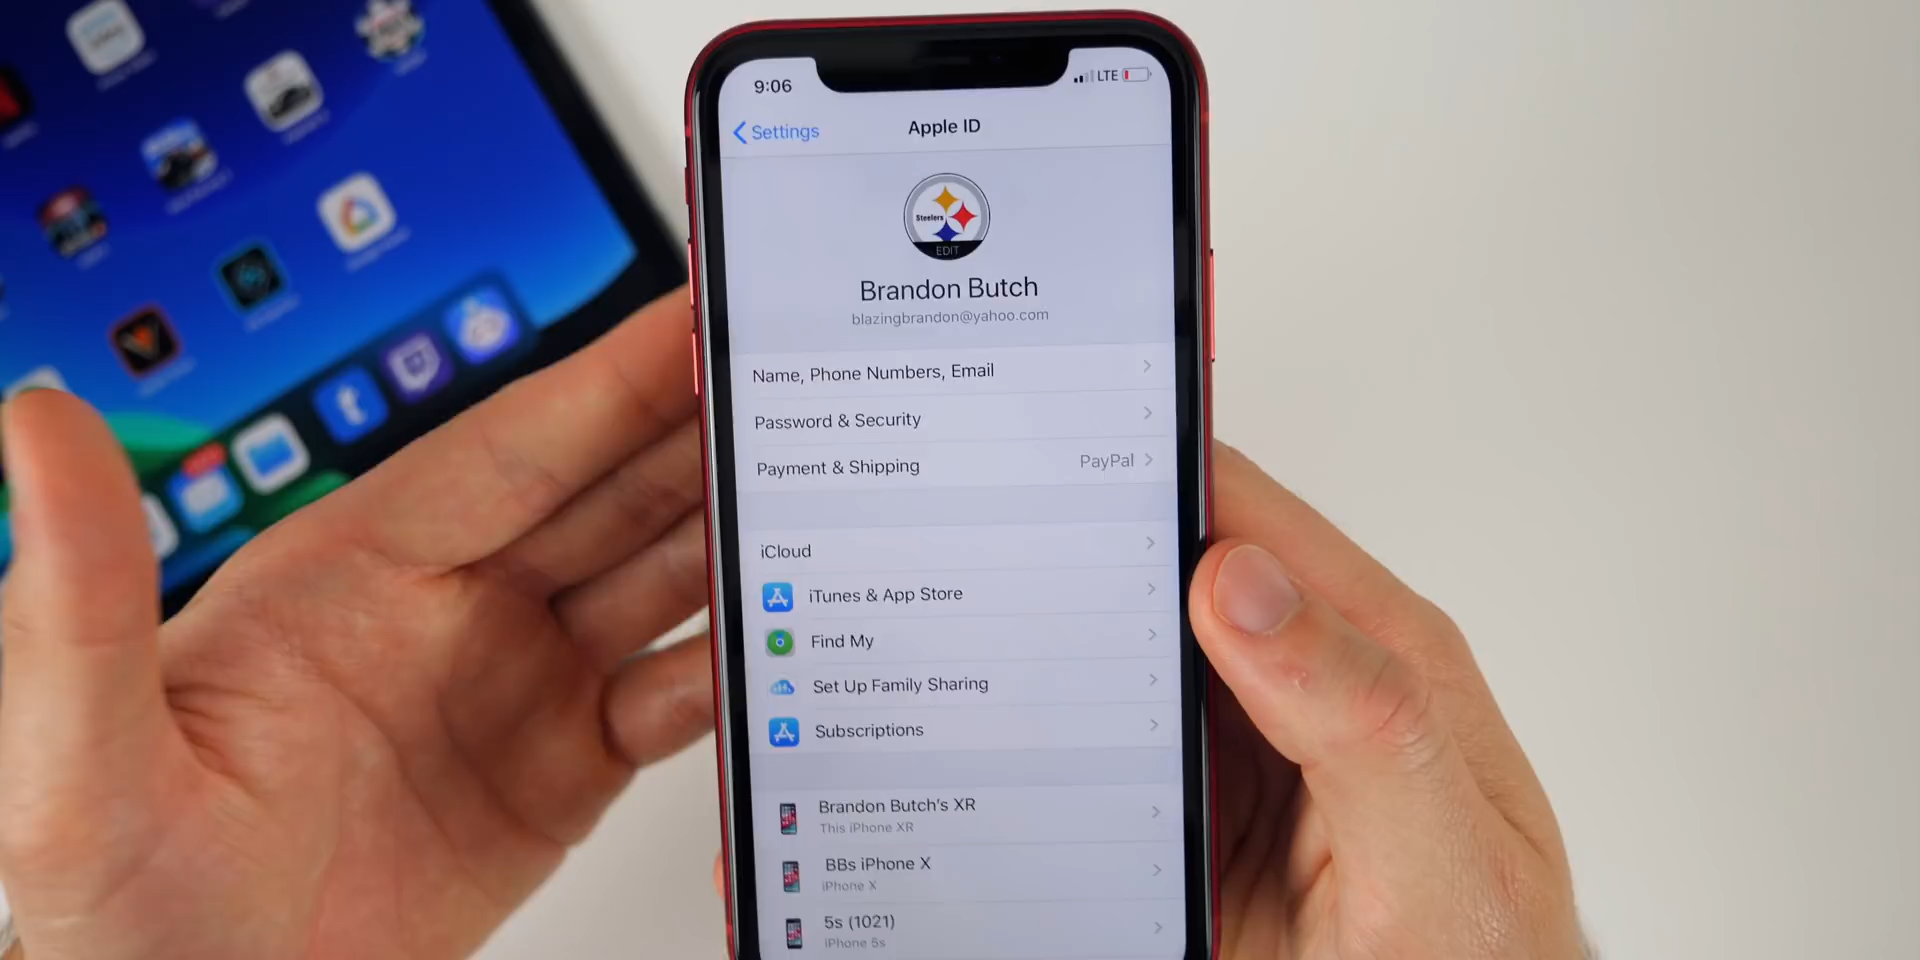 9:06
LTE
Settings
Apple ID
Steelers
EDIT
Brandon Butch
blazingbrandon@yahoo.com
Name, Phone Numbers, Email
Password & Security
Payment & Shipping PayPal
iCloud
iTunes & App Store
Find My
Set Up Family Sharing
Subscriptions
Brandon Butch's XR
This iPhone XR
BBs iPhone X
iPhone X
5s (1021)
iPhone 5s